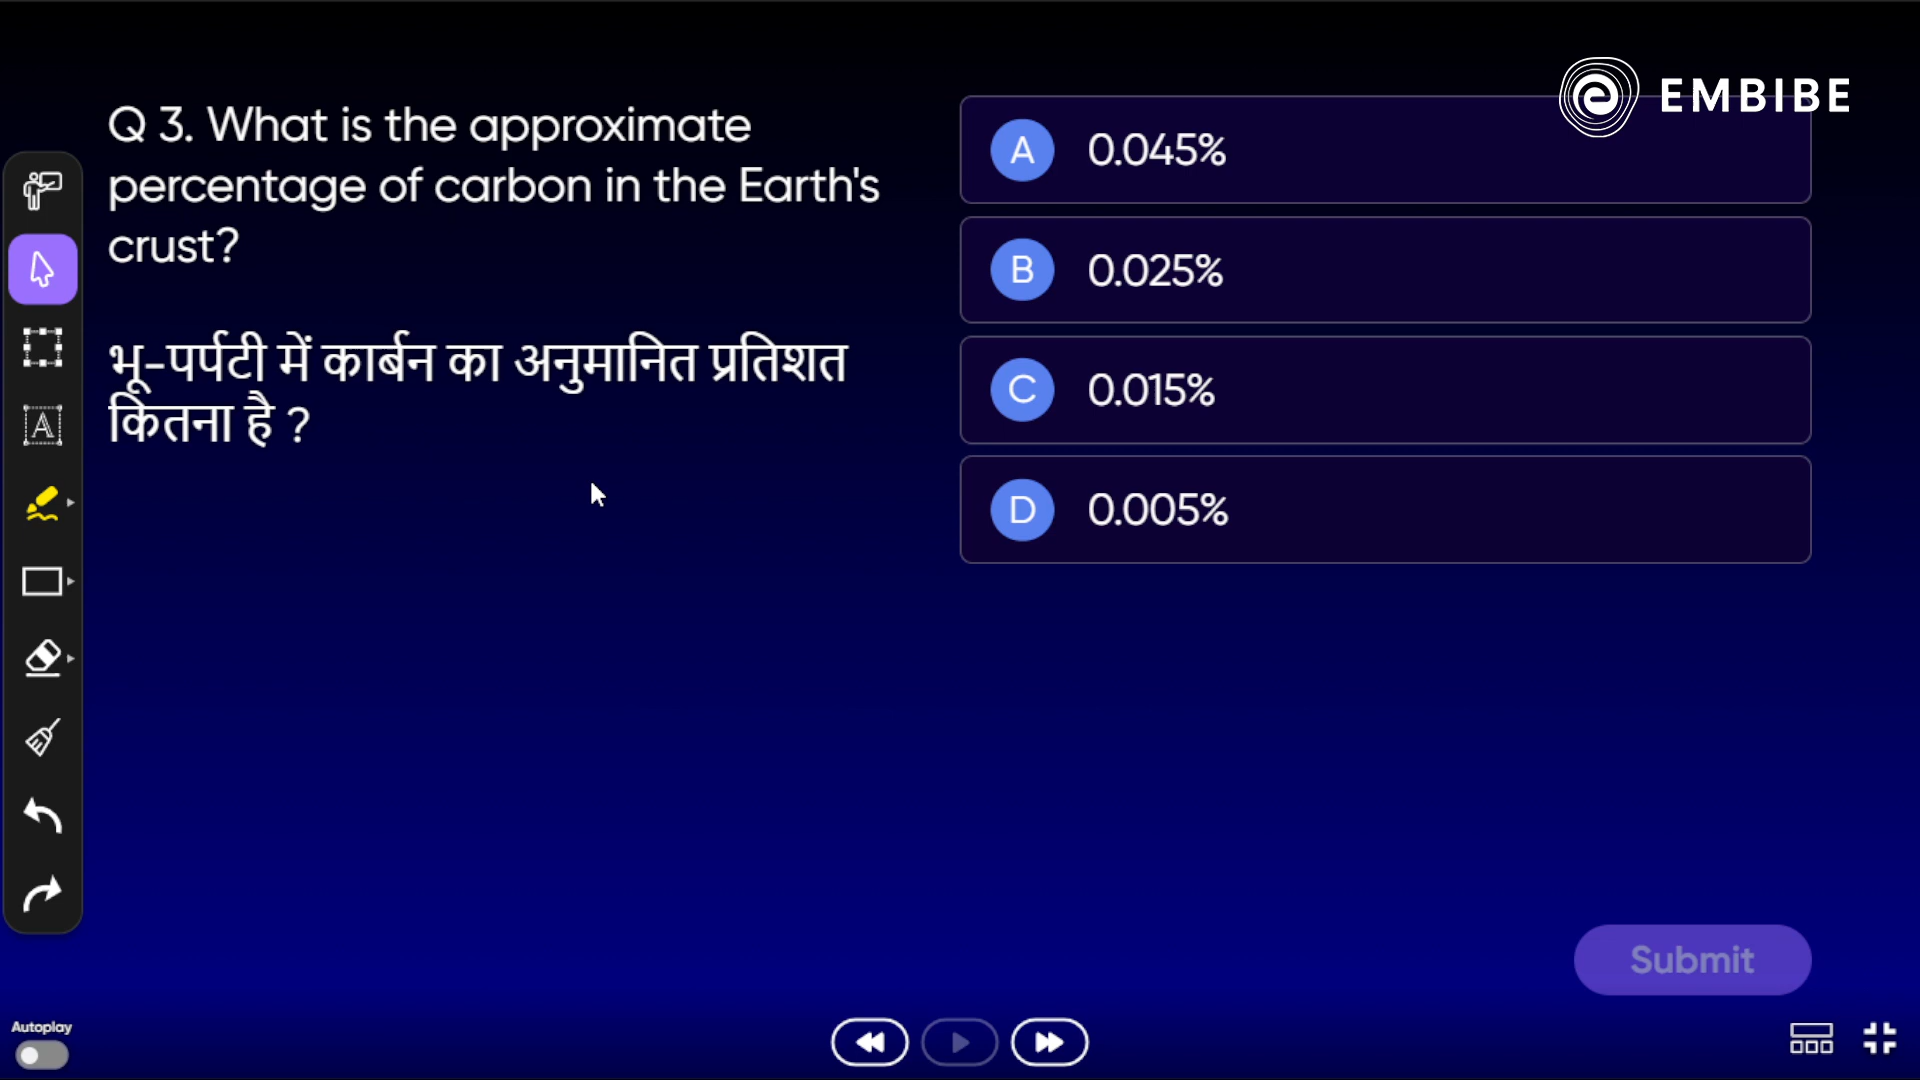 EMBIBE
Q 3. What is the approximate
percentage of carbon in the Earth's
crust?
भू-पर्पटी में कार्बन का अनुमानित प्रतिशत
कितना है ?
A 0.045%
B 0.025%
C 0.015%
D 0.005%
A
Submit
Autoplay